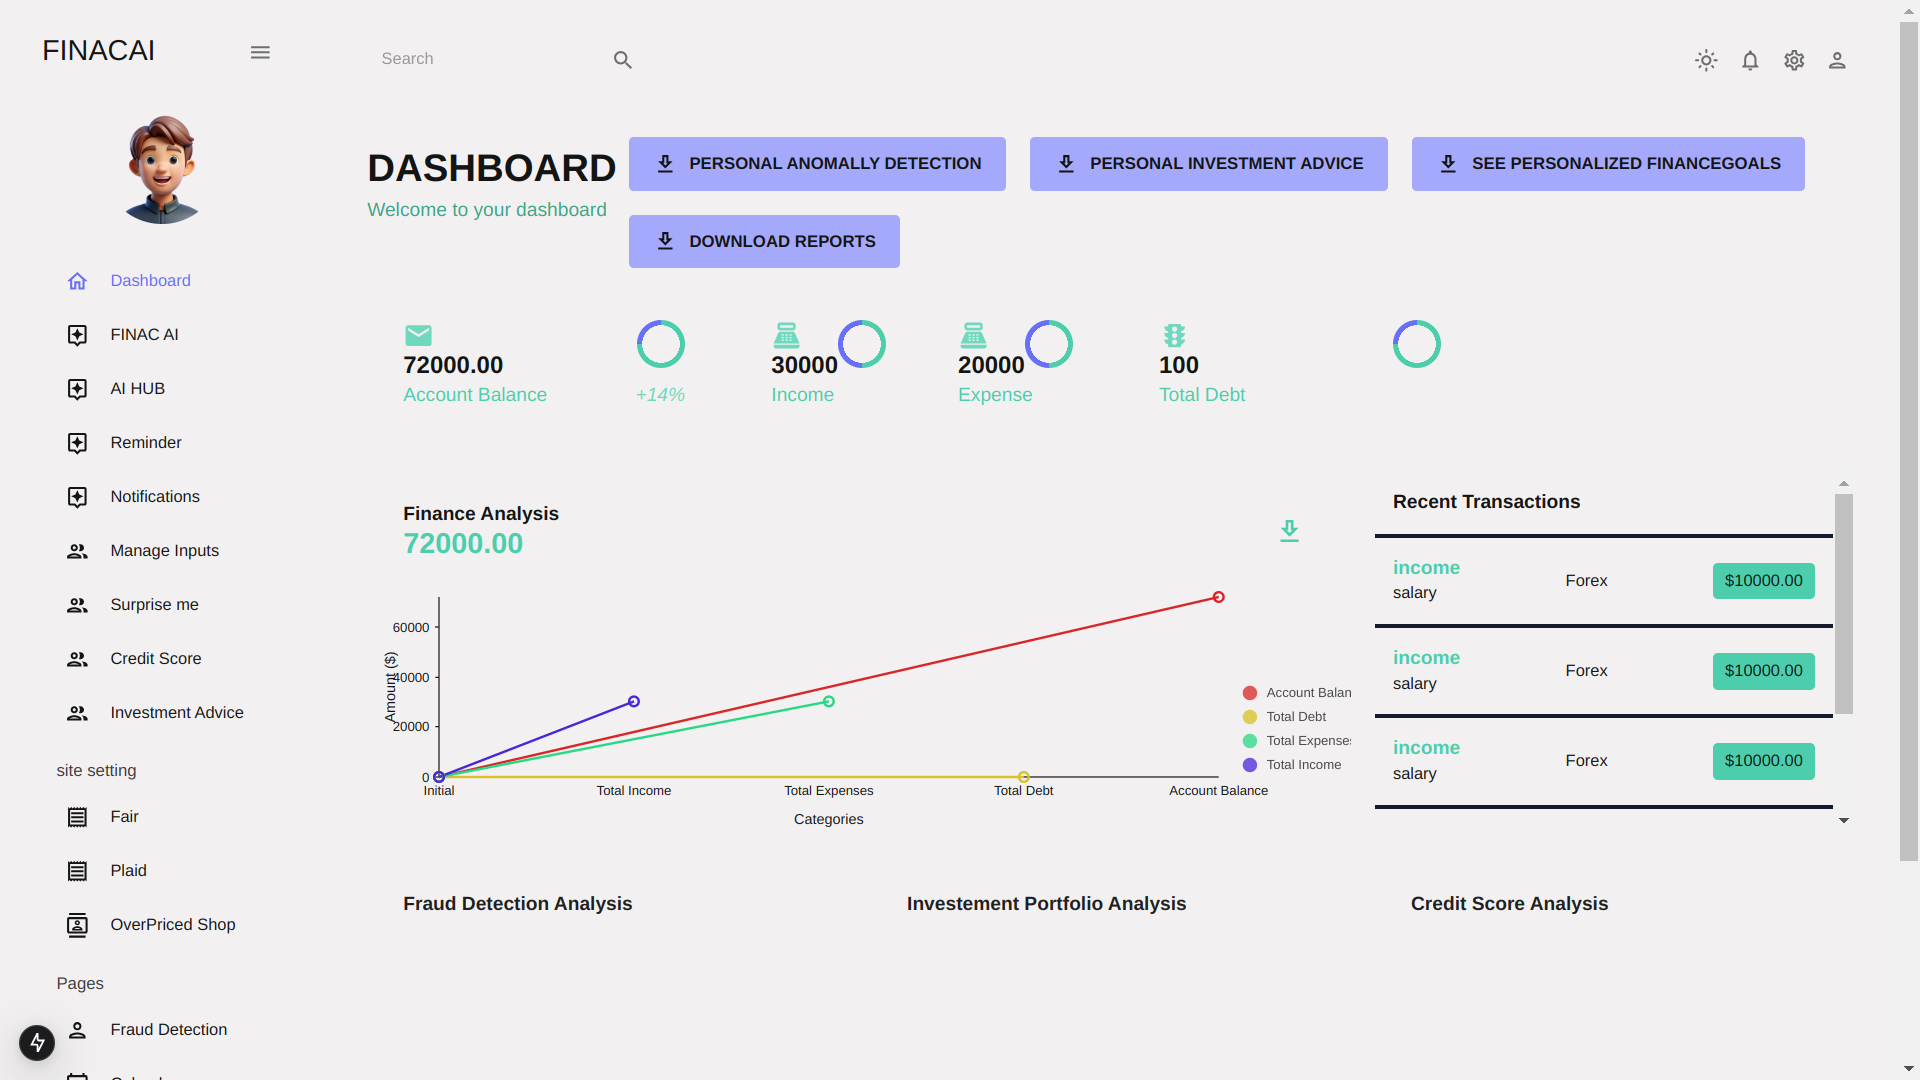 FINACAI
Search
Dashboard
FINAC AI
AI HUB
Reminder
Notifications
Manage Inputs
Surprise me
Credit Score
Investment Advice
site setting
Fair
Plaid
OverPriced Shop
Pages
Fraud Detection
DASHBOARD
Welcome to your dashboard
PERSONAL ANOMALLY DETECTION
PERSONAL INVESTMENT ADVICE
SEE PERSONALIZED FINANCEGOALS
DOWNLOAD REPORTS
72000.00
Account Balance
+14%
30000
Income
20000
Expense
100
Total Debt
Finance Analysis
72000.00
Amount ($)
60000
40000
20000
0
Initial
Total Income
Total Expenses
Total Debt
Account Balance
Categories
Account Balan
Total Debt
Total Expense
Total Income
Recent Transactions
income
salary
Forex
$10000.00
income
salary
Forex
$10000.00
income
salary
Forex
$10000.00
Fraud Detection Analysis
Investement Portfolio Analysis
Credit Score Analysis